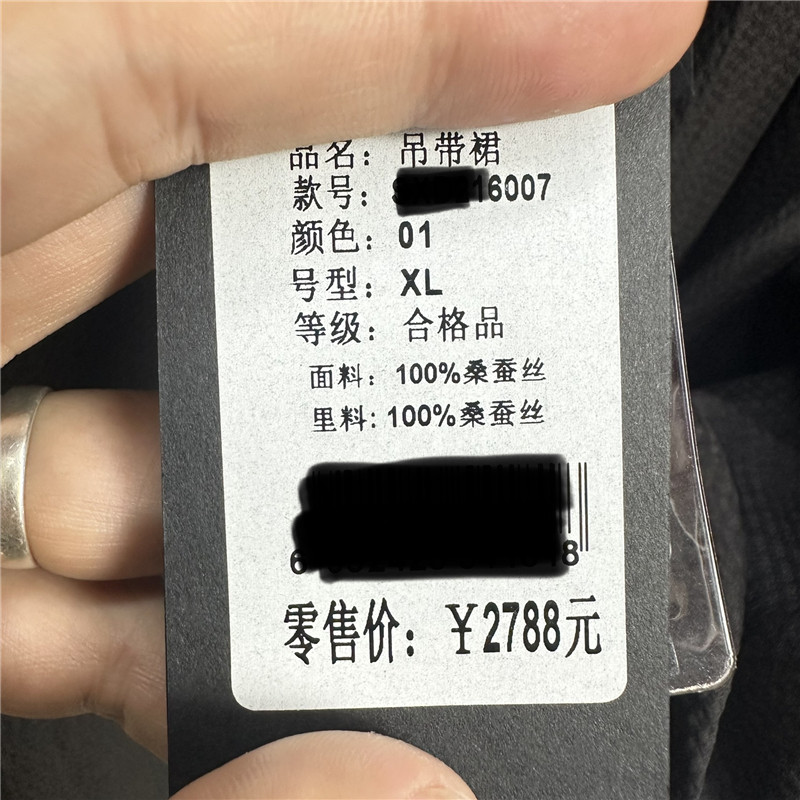 品名：吊带裙
款号：16007
颜色：01
号型：XL
等级：合格品
面料：100%桑蚕丝
里料：100%桑蚕丝
零售价：￥2788元